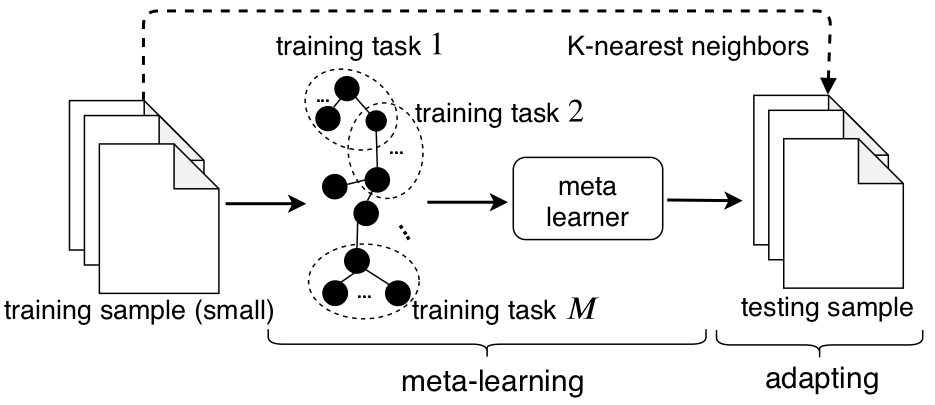 training task 1
K-nearest neighbors
...
training task 2
...
meta
learner
...
...
training sample (small)
training task M
testing sample
meta-learning
adapting